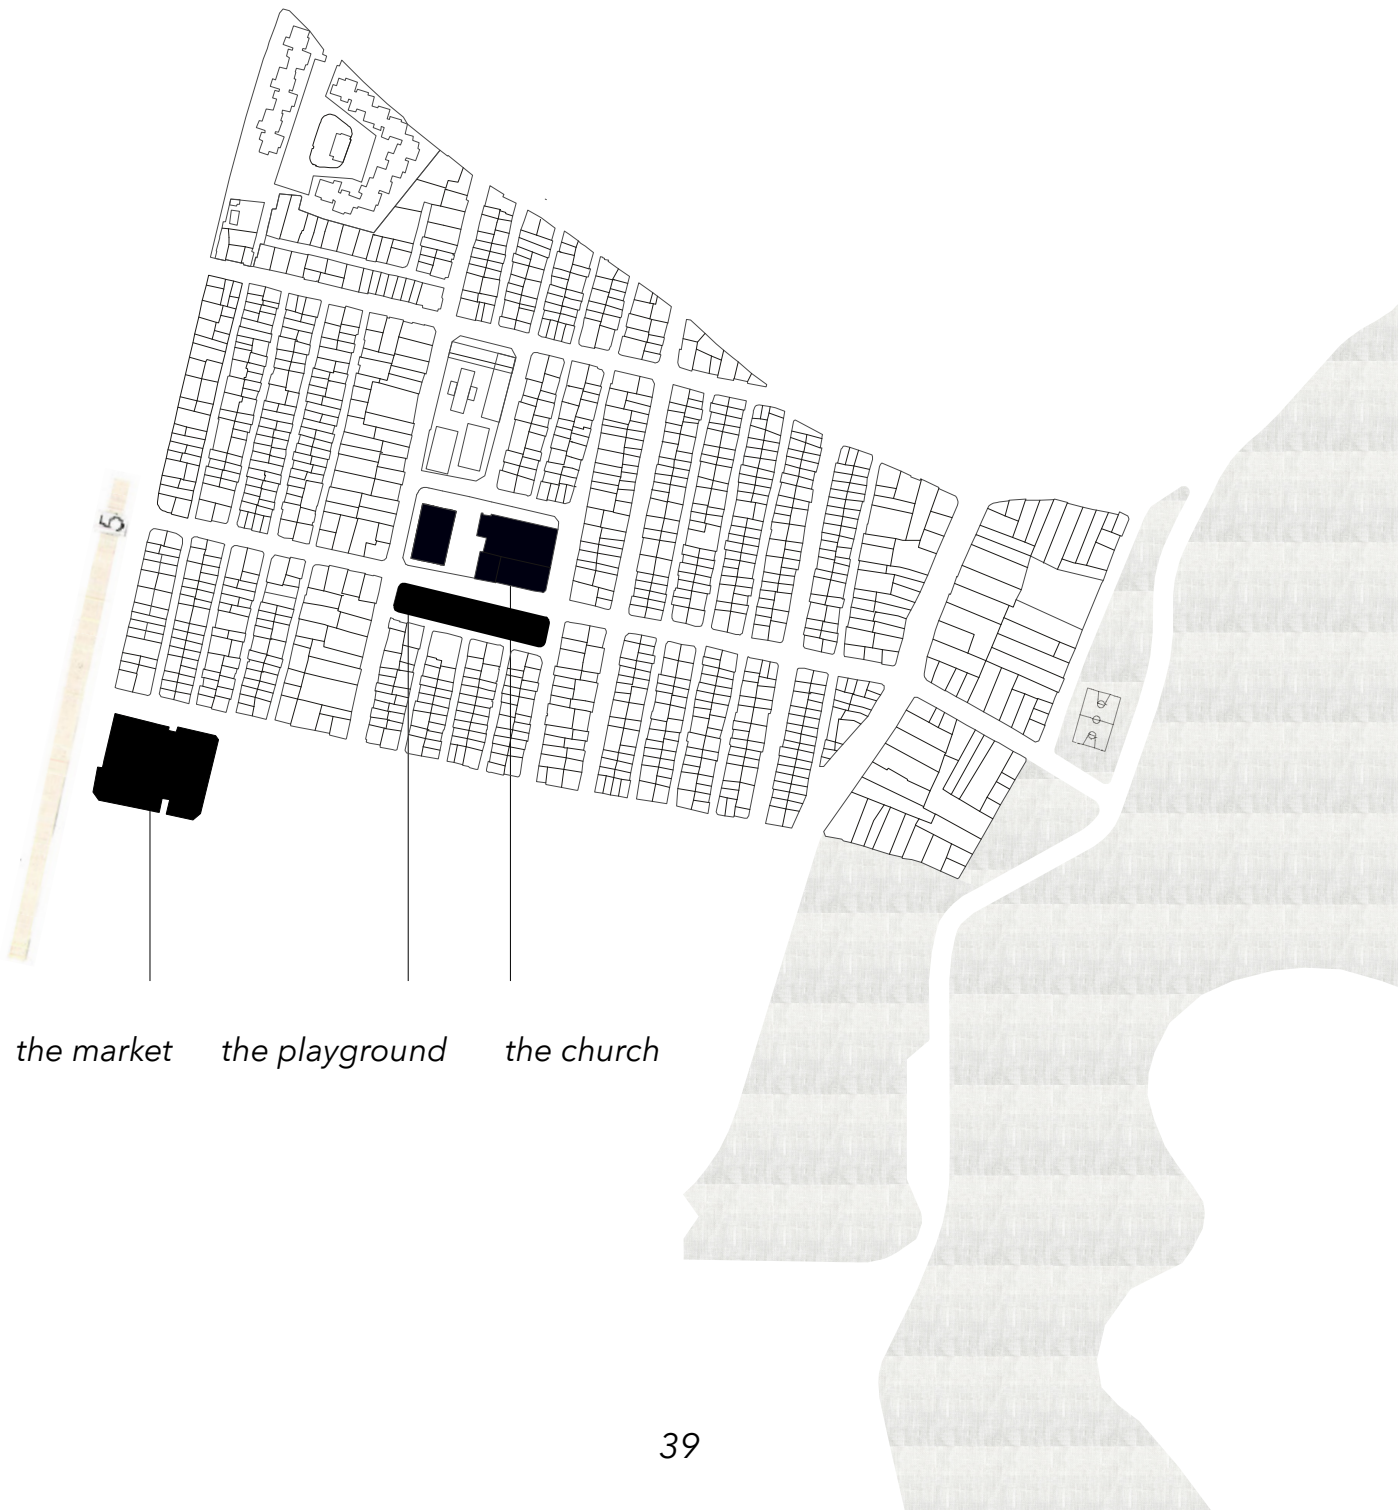 5
the market
the playground
the church
39